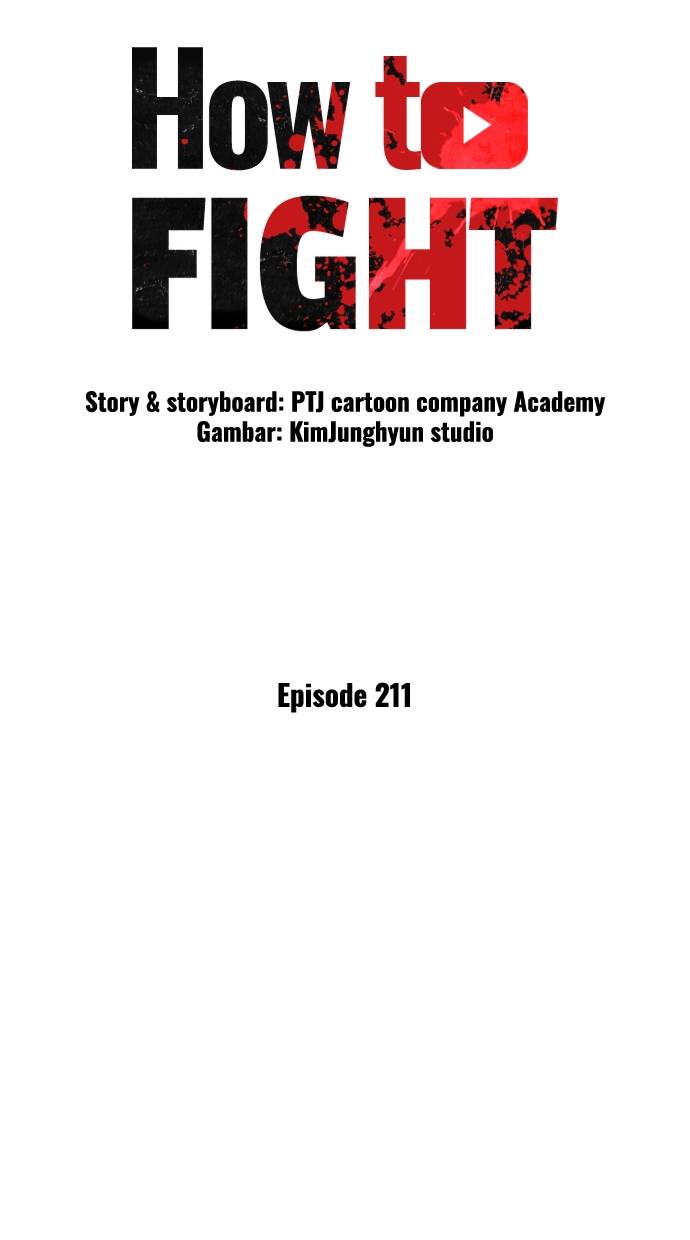 How to
FIGHT
Story & storyboard: PTJ cartoon company Academy
Gambar: KimJunghyun studio
Episode 211